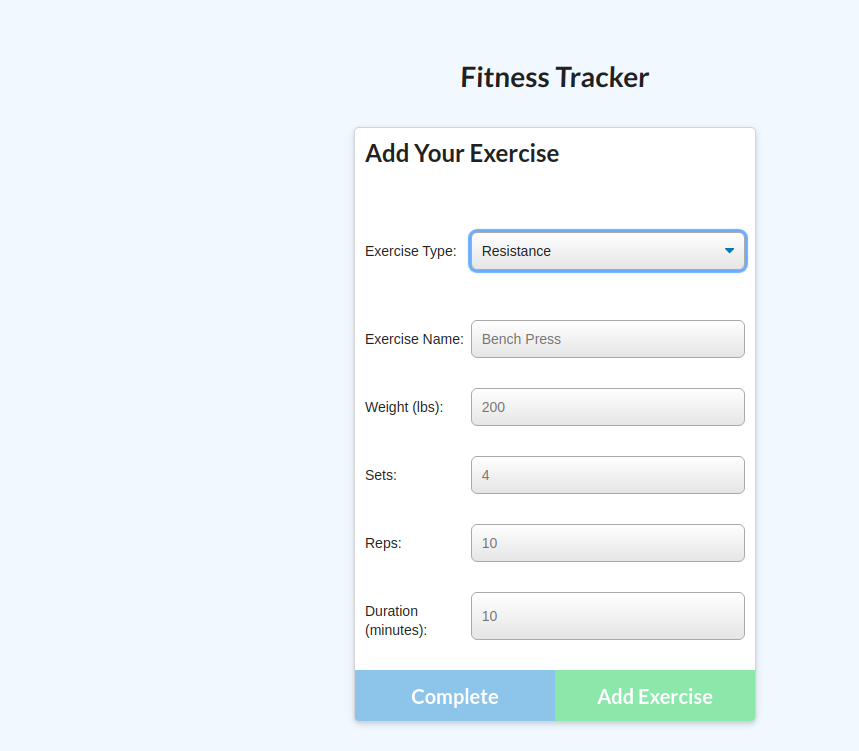 Fitness Tracker
Add Your Exercise
Exercise Type: Resistance
Exercise Name: Bench Press
Weight (lbs): 200
Sets: 4
Reps: 10
Duration
(minutes): 10
Complete Add Exercise